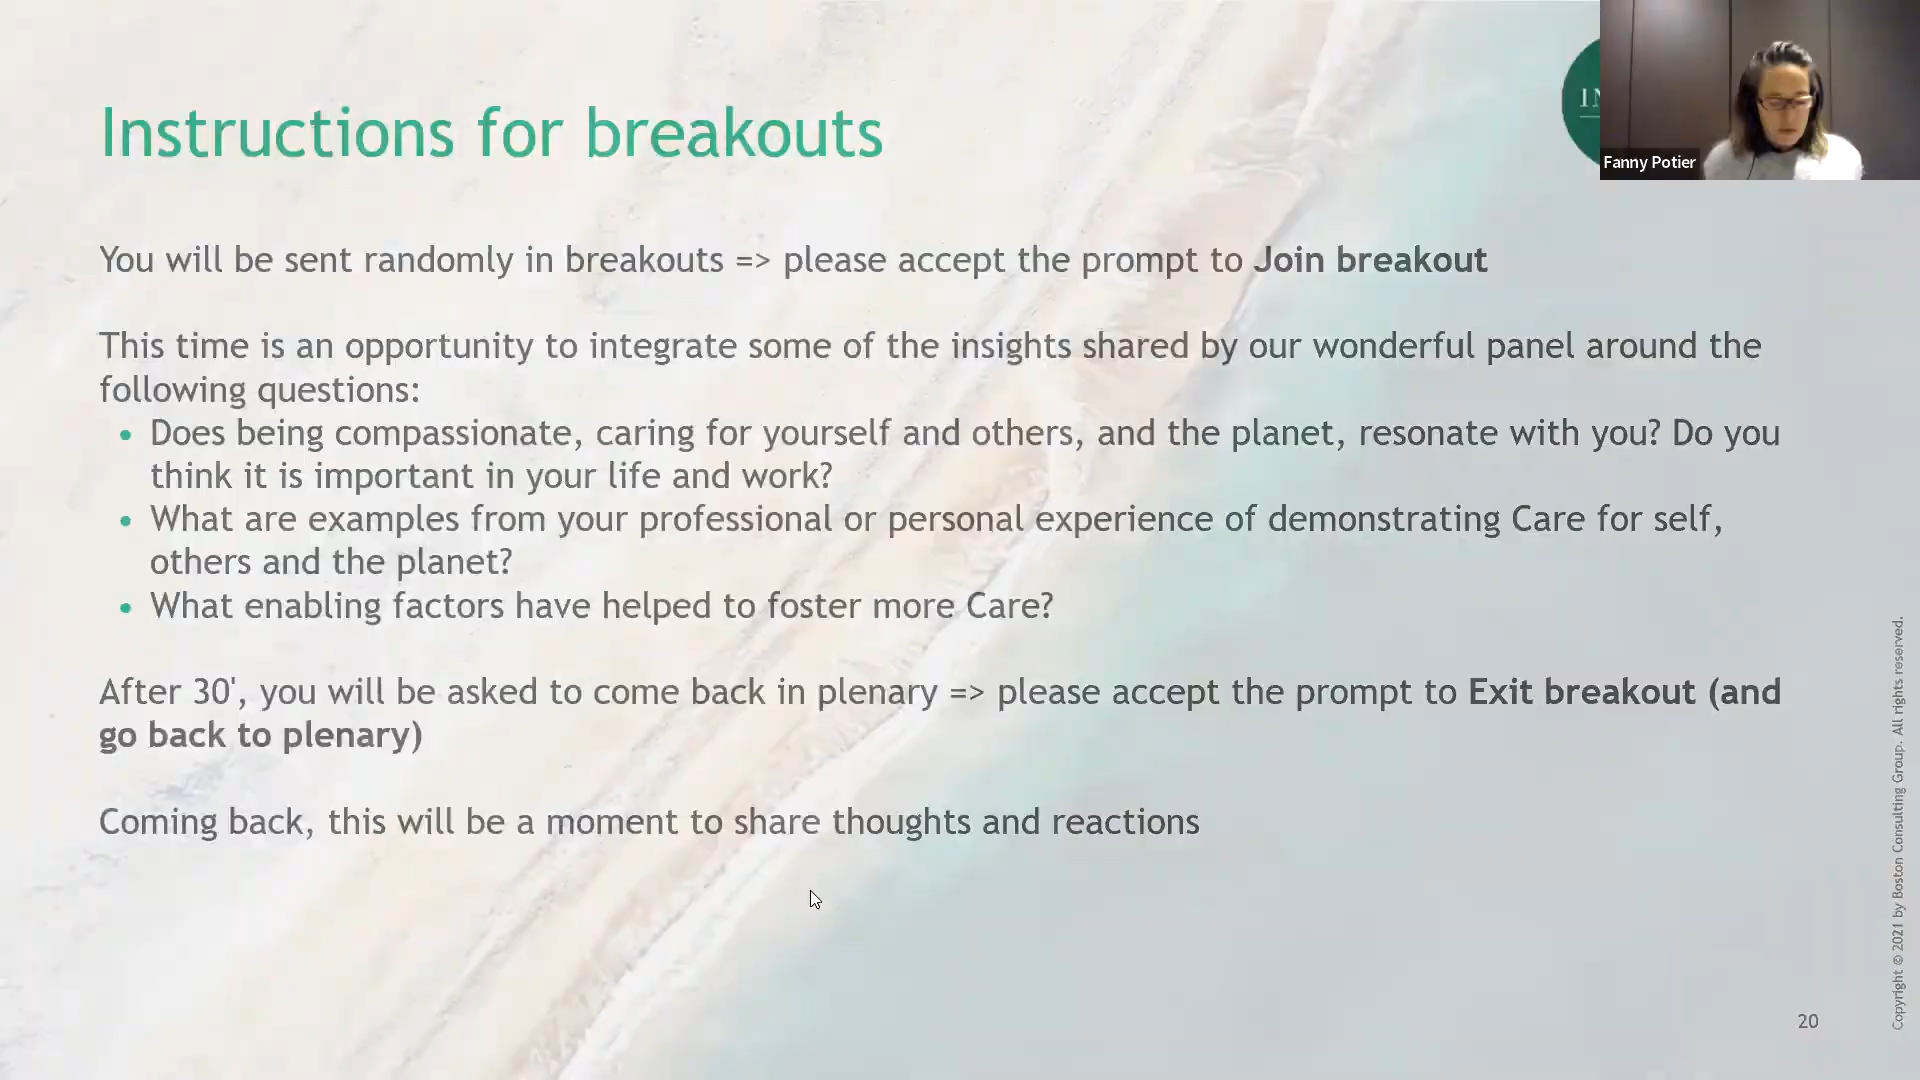 Instructions for breakouts
Fanny Potier
You will be sent randomly in breakouts => please accept the prompt to Join breakout
This time is an opportunity to integrate some of the insights shared by our wonderful panel around the
following questions:
• Does being compassionate, caring for yourself and others, and the planet, resonate with you? Do you
think it is important in your life and work?
• What are examples from your professional or personal experience of demonstrating Care for self,
others and the planet?
• What enabling factors have helped to foster more Care?
After 30', you will be asked to come back in plenary => please accept the prompt to Exit breakout (and
go back to plenary)
Coming back, this will be a moment to share thoughts and reactions
20
Copyright © 2021 by Boston Consulting Group. All rights reserved.